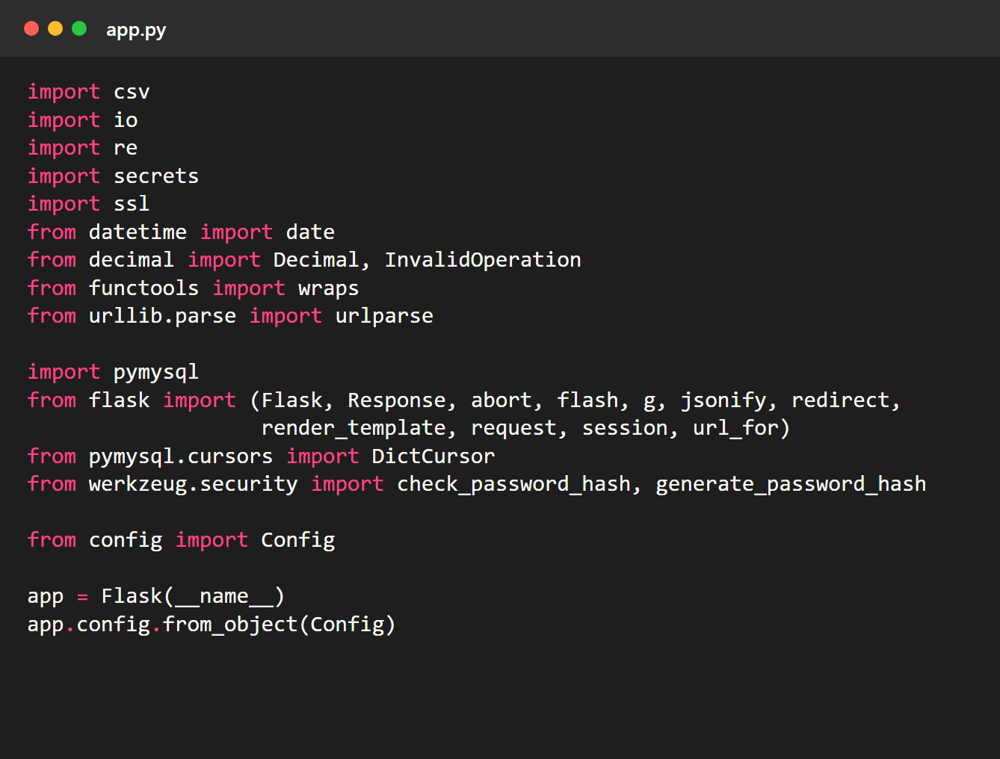 app.py
import csv
import io
import re
import secrets
import ssl
from datetime import date
from decimal import Decimal, InvalidOperation
from functools import wraps
from urllib.parse import urlparse

import pymysql
from flask import (Flask, Response, abort, flash, g, jsonify, redirect,
                   render_template, request, session, url_for)
from pymysql.cursors import DictCursor
from werkzeug.security import check_password_hash, generate_password_hash

from config import Config

app = Flask(__name__)
app.config.from_object(Config)